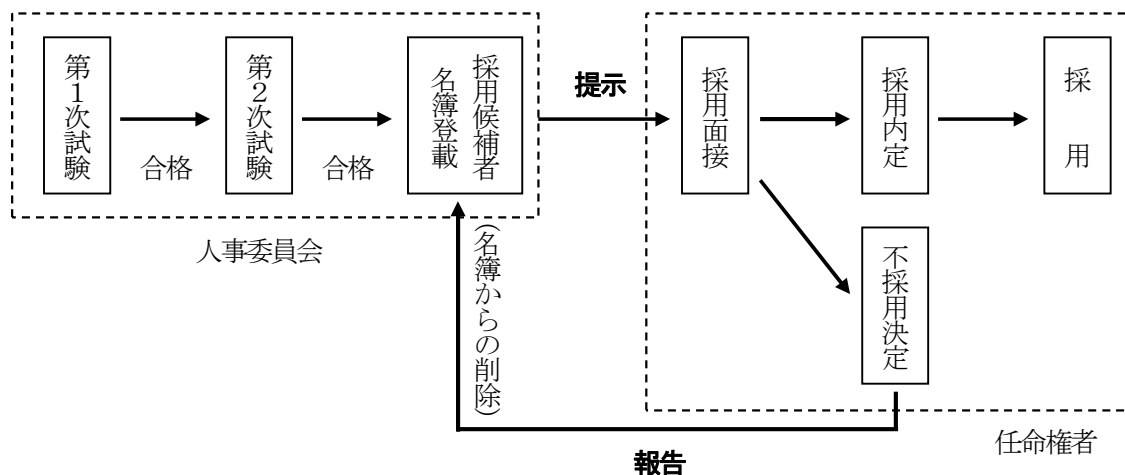 第1次試験
合格
第2次試験
合格
採用候補者
名簿登載
人事委員会
提示
採用面接
採用内定
採用
不採用決定
(名簿からの削除)
報告
任命権者